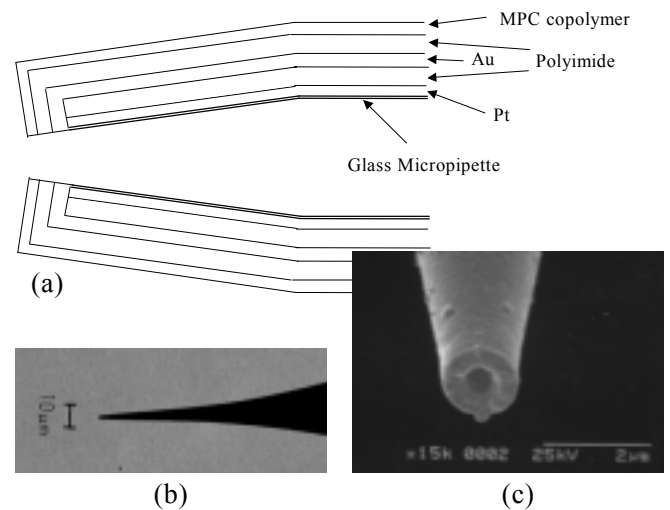 MPC copolymer
Polyimide
Au
Pt
Glass Micropipette
(a)
10μm
×15k 0002 25kV 2μm
(b)
(c)